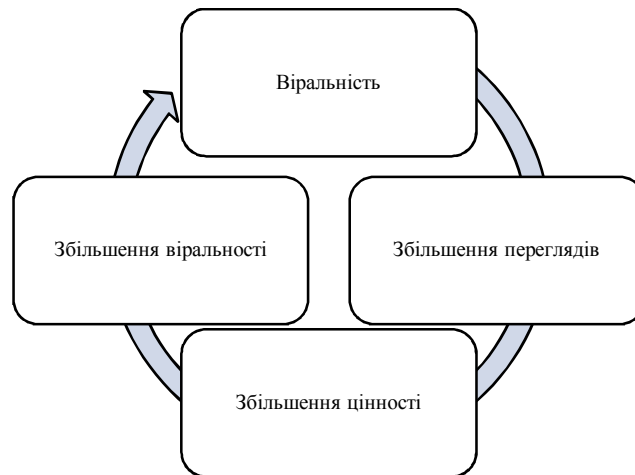 Віральність
Збільшення віральності
Збільшення переглядів
Збільшення цінності